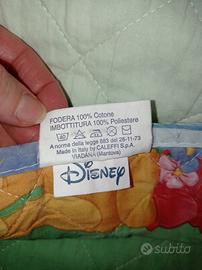 FODERA 100% Cotone
IMBOTTITURA 100% Poliestere
A norma della legge 883 del 26-11-73
Made in Italy by CALEFFI S.p.A.
VIADANA (Mantova)
DISNEY
subito